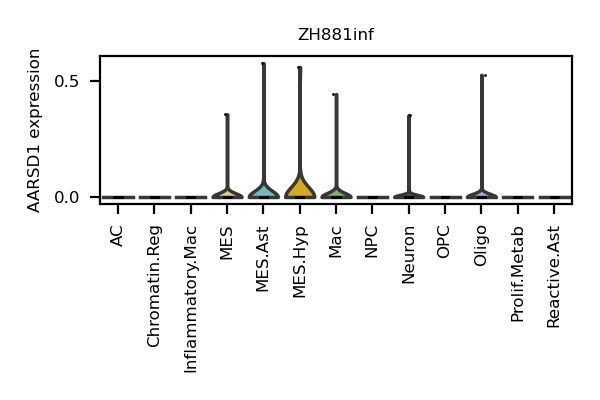 ZH881inf
AARSD1 expression
0.5
0.0
AC
Chromatin.Reg
Inflammatory.Mac
MES
MES.Ast
MES.Hyp
Mac
NPC
Neuron
OPC
Oligo
Prolif.Metab
Reactive.Ast